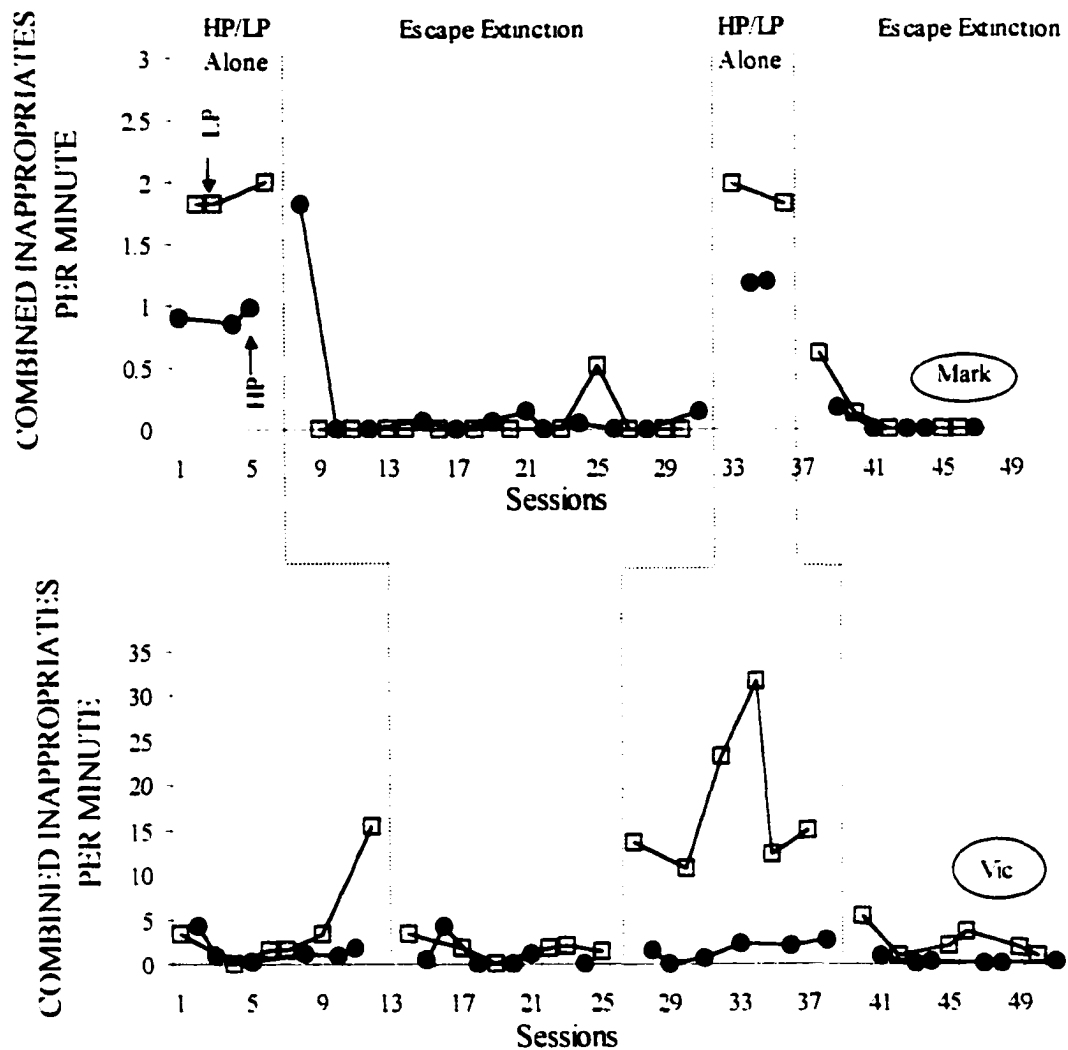 HP/LP Alone
Escape Extinction
HP/LP Alone
Escape Extinction
COMBINED INAPPROPRIATES
PER MINUTE
3
2.5
2
1.5
1
0.5
0
LP
HP
Mark
1 5 9 13 17 21 25 29 33 37 41 45 49
Sessions
COMBINED INAPPROPRIATES
PER MINUTE
35
30
25
20
15
10
5
0
Vic
1 5 9 13 17 21 25 29 33 37 41 45 49
Sessions